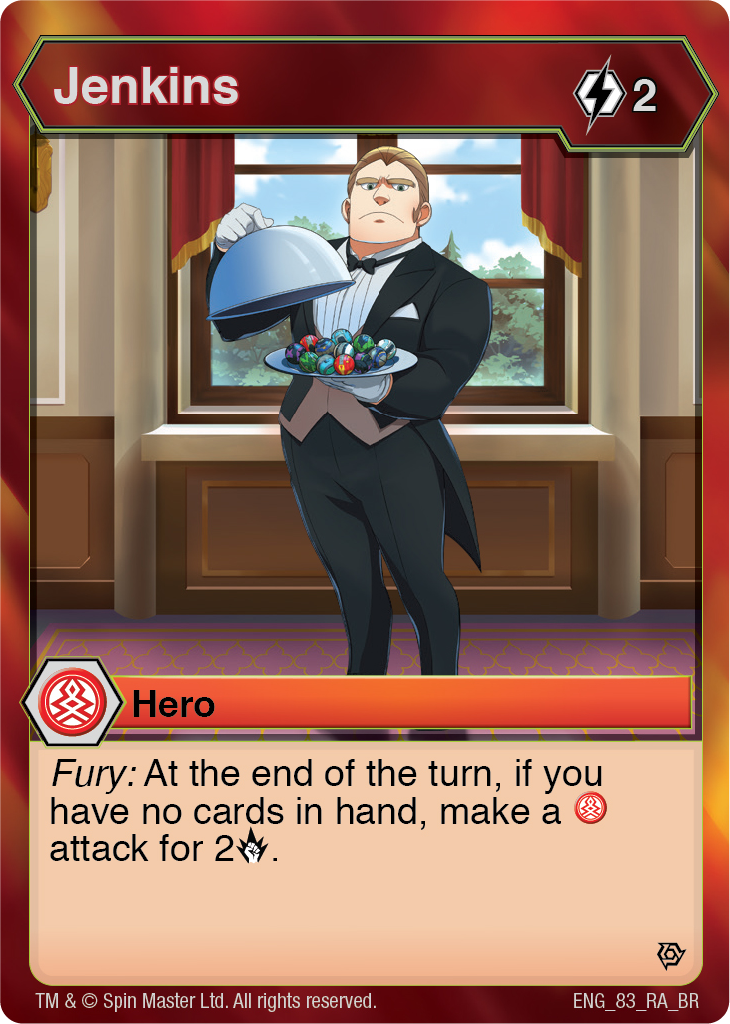 Jenkins
2
Hero
Fury: At the end of the turn, if you
have no cards in hand, make a
attack for 2.
TM & © Spin Master Ltd. All rights reserved.
ENG_83_RA_BR